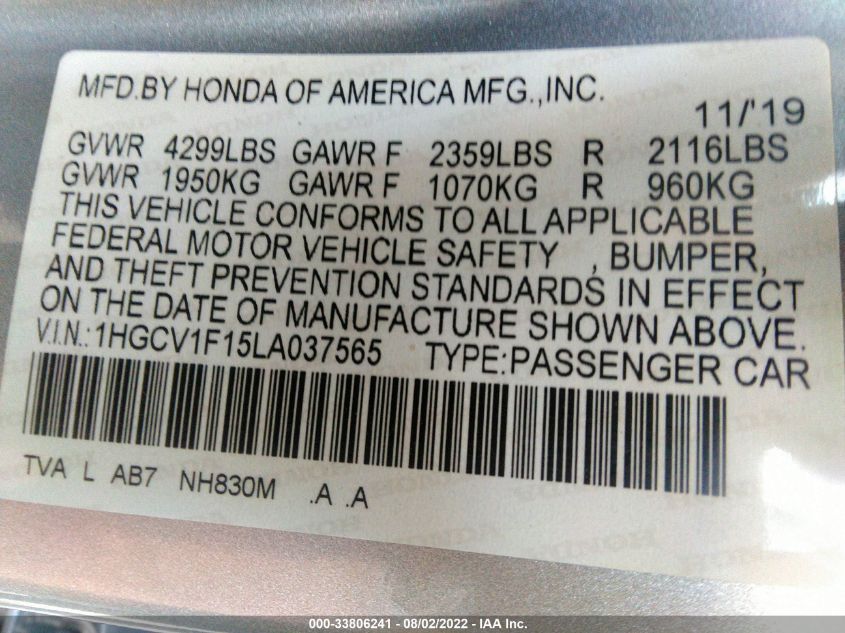 MFD.BY HONDA OF AMERICA MFG.,INC.
11/'19
GVWR 4299LBS GAWR F 2359LBS R 2116LBS
GVWR 1950KG GAWR F 1070KG R 960KG
THIS VEHICLE CONFORMS TO ALL APPLICABLE
FEDERAL MOTOR VEHICLE SAFETY , BUMPER,
AND THEFT PREVENTION STANDARDS IN EFFECT
ON THE DATE OF MANUFACTURE SHOWN ABOVE.
V.I.N.:1HGCV1F15LA037565 TYPE:PASSENGER CAR
TVA L AB7 NH830M .A .A
000-33806241 - 08/02/2022 - IAA Inc.